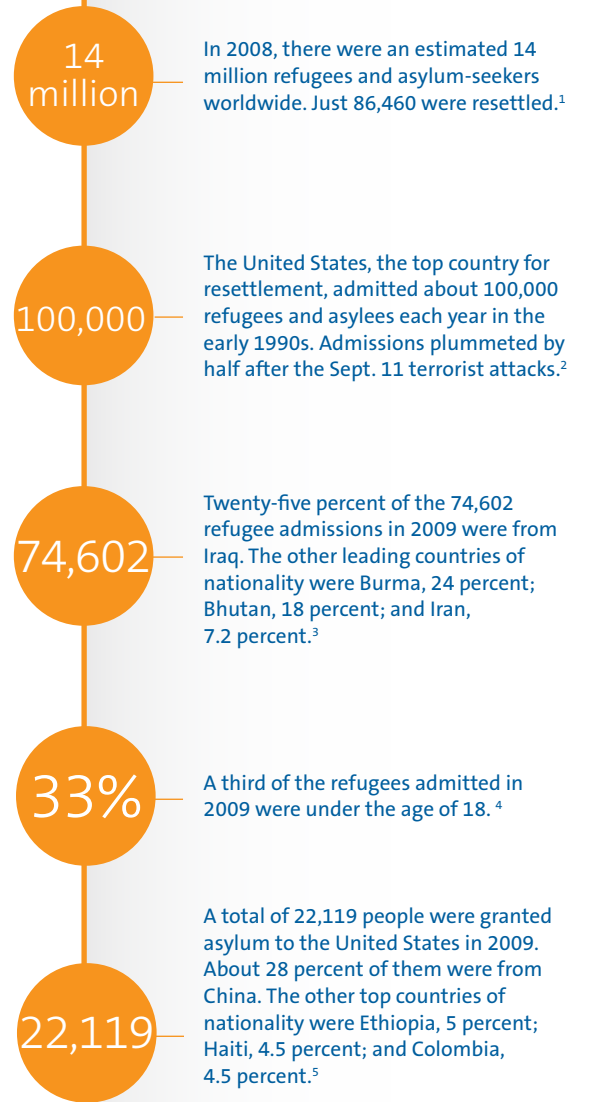 14
million
In 2008, there were an estimated 14
million refugees and asylum-seekers
worldwide. Just 86,460 were resettled.1
100,000
The United States, the top country for
resettlement, admitted about 100,000
refugees and asylees each year in the
early 1990s. Admissions plummeted by
half after the Sept. 11 terrorist attacks.2
74,602
Twenty-five percent of the 74,602
refugee admissions in 2009 were from
Iraq. The other leading countries of
nationality were Burma, 24 percent;
Bhutan, 18 percent; and Iran,
7.2 percent.3
33%
A third of the refugees admitted in
2009 were under the age of 18. 4
22,119
A total of 22,119 people were granted
asylum to the United States in 2009.
About 28 percent of them were from
China. The other top countries of
nationality were Ethiopia, 5 percent;
Haiti, 4.5 percent; and Colombia,
4.5 percent.5